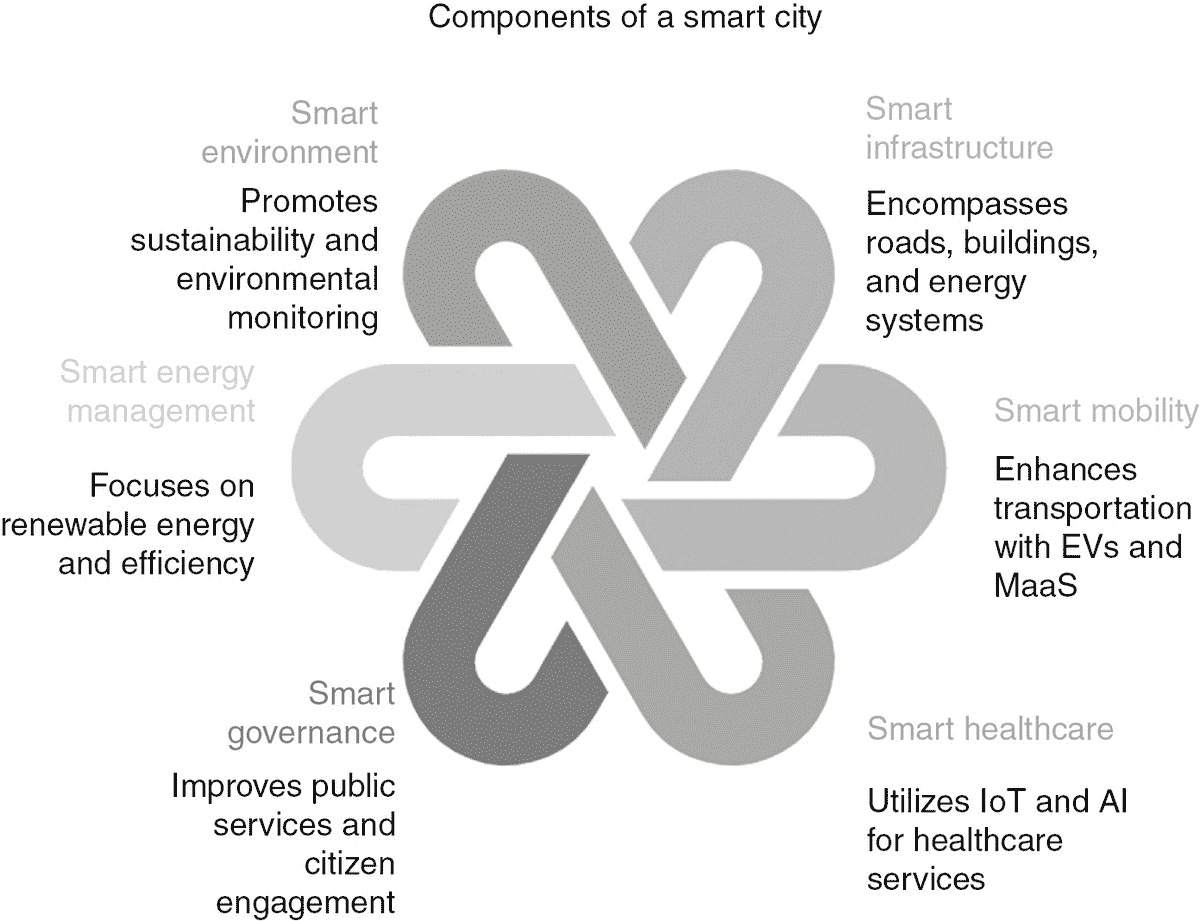 Components of a smart city
Smart
environment
Promotes
sustainability and
environmental
monitoring
Smart
infrastructure
Encompasses
roads, buildings,
and energy
systems
Smart energy
management
Focuses on
renewable energy
and efficiency
Smart mobility
Enhances
transportation
with EVs and
MaaS
Smart
governance
Improves public
services and
citizen
engagement
Smart healthcare
Utilizes IoT and AI
for healthcare
services